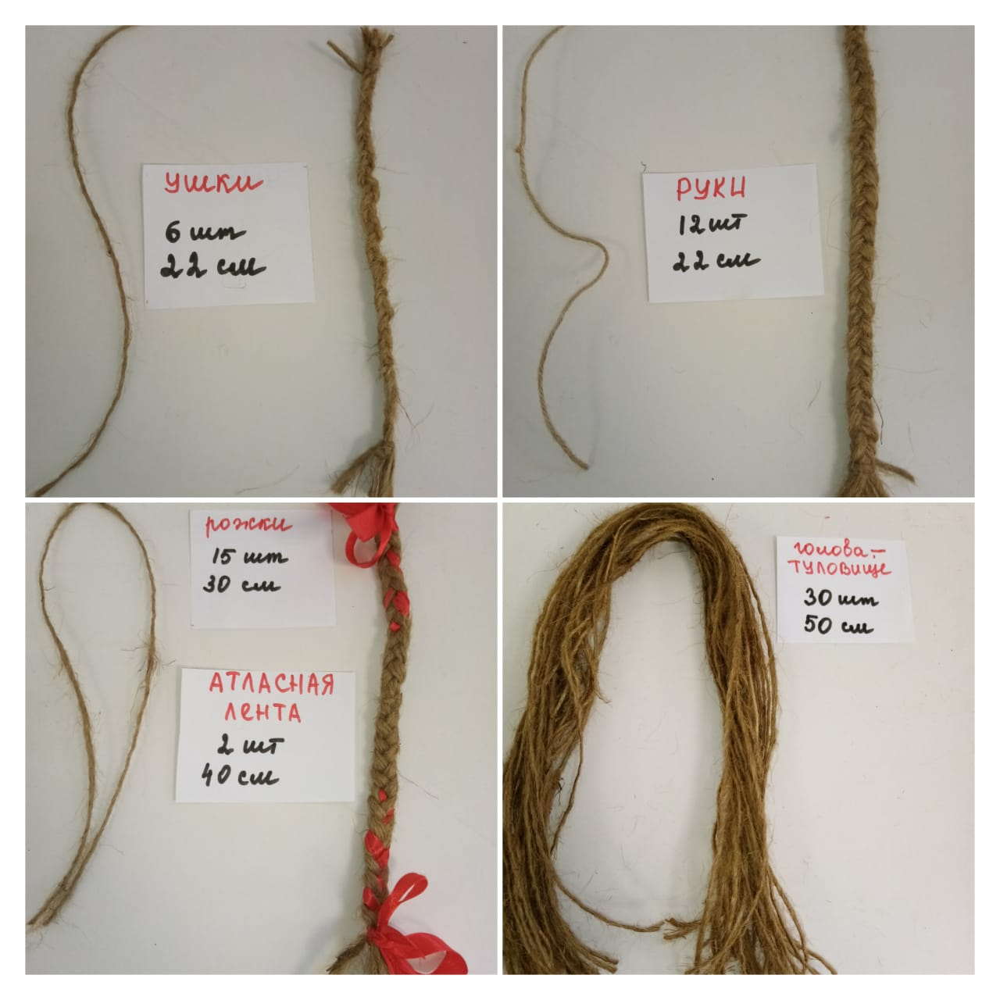 УШКИ
6 шт
22 см
РУКИ
12 шт
22 см
рожки
15 шт
30 см
АТЛАСНАЯ
ЛЕНТА
2 шт
40 см
голова-
ТУЛОВИЩЕ
30 шт
50 см